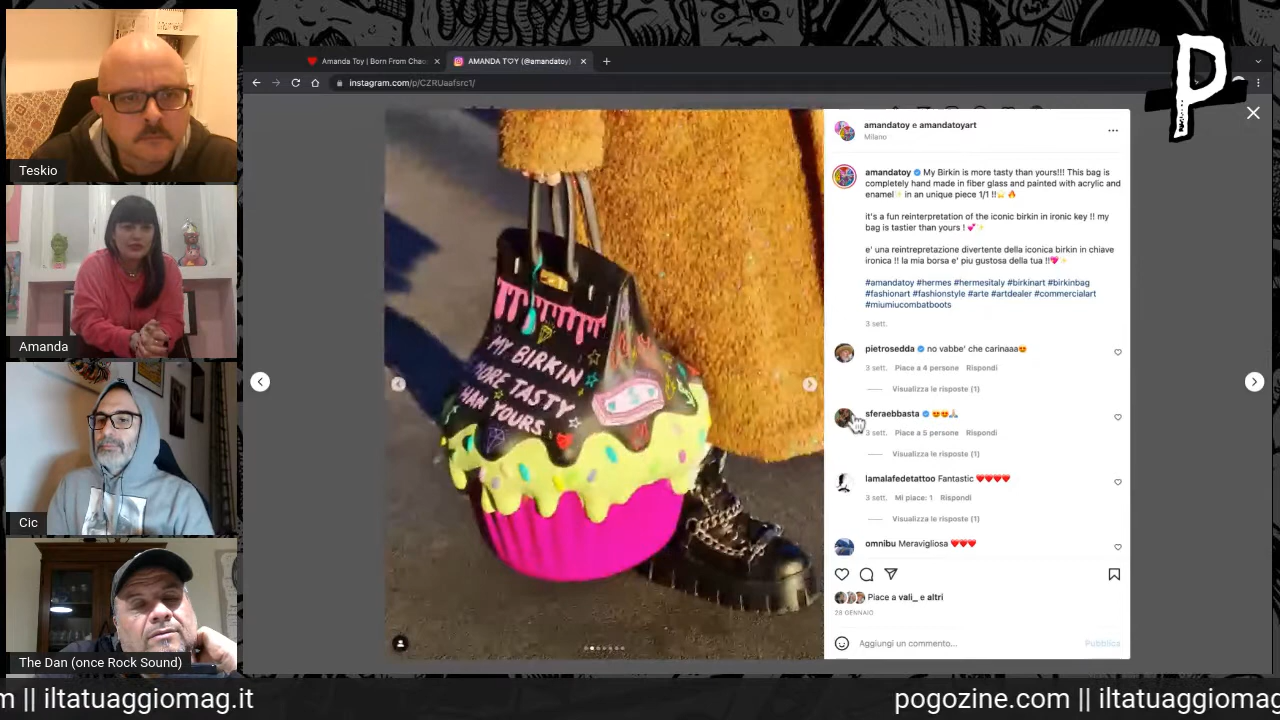 Teskio
Amanda
Cic
The Dan (once Rock Sound)
Amanda Toy | Born From Chao
AMANDA TOY (@amandatoy)
instagram.com/p/CZRUaafsrc1/
P
MY BIRKIN
TASTY
YOURS
amandatoy e amandatoyart
Milano
amandatoy My Birkin is more tasty than yours!!! This bag is
completely hand made in fiber glass and painted with acrylic and
enamel✨ in an unique piece 1/1 !!💫 🔥
it's a fun reinterpretation of the iconic birkin in ironic key !! my
bag is tastier than yours ! 💕✨
e' una reintrepretazione divertente della iconica birkin in chiave
ironica !! la mia borsa e' piu gustosa della tua !!💖✨
#amandatoy #hermes #hermesitaly #birkinart #birkinbag
#fashionart #fashionstyle #arte #artdealer #commercialart
#miumiucombatboots
3 sett.
pietrosedda no vabbe' che carinaaa😍
3 sett. Piace a 4 persone Rispondi
Visualizza le risposte (1)
sferaebbasta 😍😍🙏🏻
3 sett. Piace a 5 persone Rispondi
Visualizza le risposte (1)
lamalafedetattoo Fantastic ❤️❤️❤️❤️
3 sett. Mi piace: 1 Rispondi
Visualizza le risposte (1)
omnibu Meravigliosa ❤️❤️❤️
Piace a vali_ e altri
28 GENNAIO
Aggiungi un commento...
Pubblica
m || iltatuaggiomag.it
pogozine.com || iltatuaggiomag